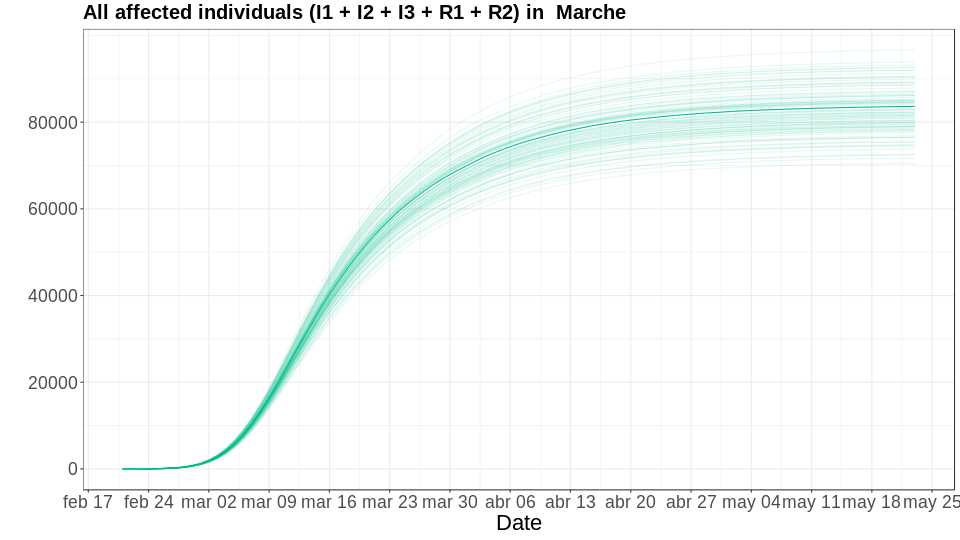 All affected individuals (I1 + I2 + I3 + R1 + R2) in  Marche
80000
60000
40000
20000
0
feb 17 feb 24 mar 02 mar 09 mar 16 mar 23 mar 30 abr 06 abr 13 abr 20 abr 27 may 04 may 11 may 18 may 25
Date